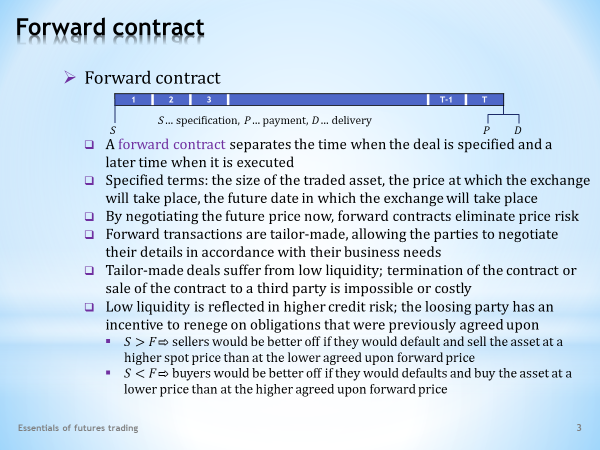 Forward contract
Forward contract
1 2 3 T-1 T
S… specification, P… payment, D… delivery
S P D
A forward contract separates the time when the deal is specified and a
later time when it is executed
Specified terms: the size of the traded asset, the price at which the exchange
will take place, the future date in which the exchange will take place
By negotiating the future price now, forward contracts eliminate price risk
Forward transactions are tailor-made, allowing the parties to negotiate
their details in accordance with their business needs
Tailor-made deals suffer from low liquidity; termination of the contract or
sale of the contract to a third party is impossible or costly
Low liquidity is reflected in higher credit risk; the loosing party has an
incentive to renege on obligations that were previously agreed upon
S > F⇨ sellers would be better off if they would default and sell the asset at a
higher spot price than at the lower agreed upon forward price
S < F⇨ buyers would be better off if they would defaults and buy the asset at a
lower price than at the higher agreed upon forward price
Essentials of futures trading 3